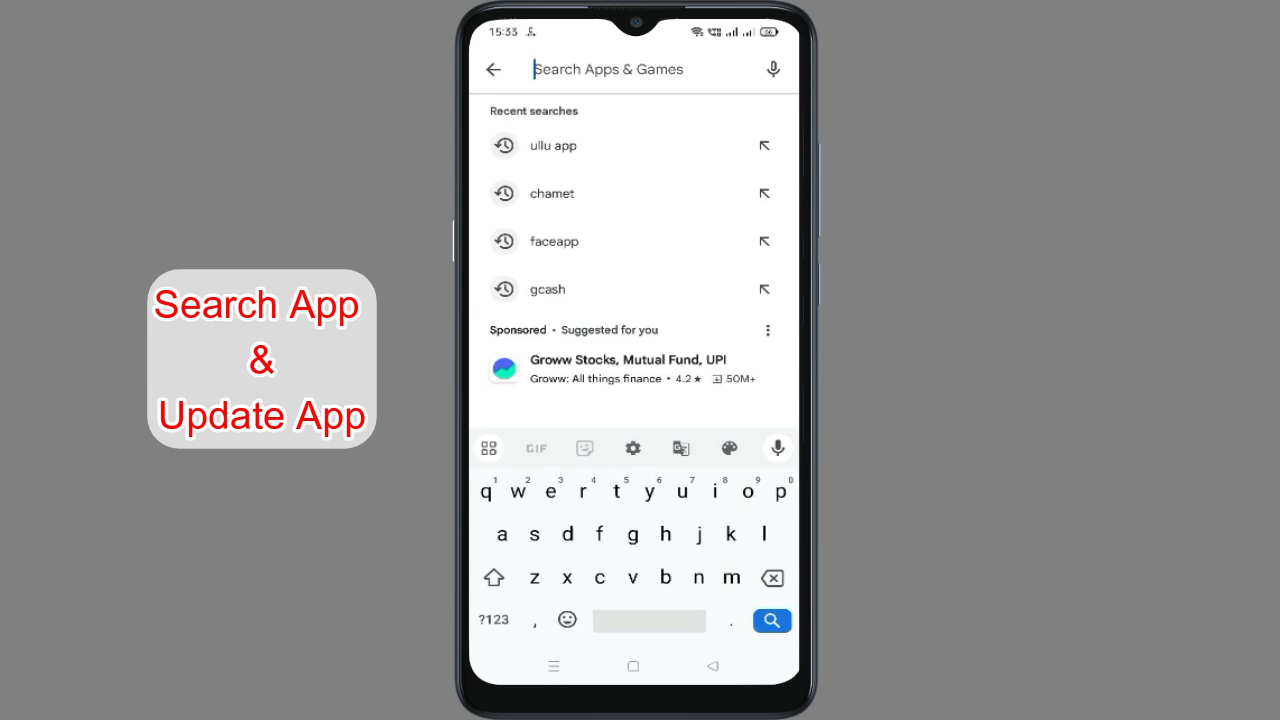 Search App
&
Update App
15:33
Search Apps & Games
Recent searches
ullu app
chamet
faceapp
gcash
Sponsored • Suggested for you
Groww Stocks, Mutual Fund, UPI
Groww: All things finance • 4.2★ 50M+
GIF
1 2 3 4 5 6 7 8 9 0
q w e r t y u i o p
a s d f g h j k l
z x c v b n m
?123 , .